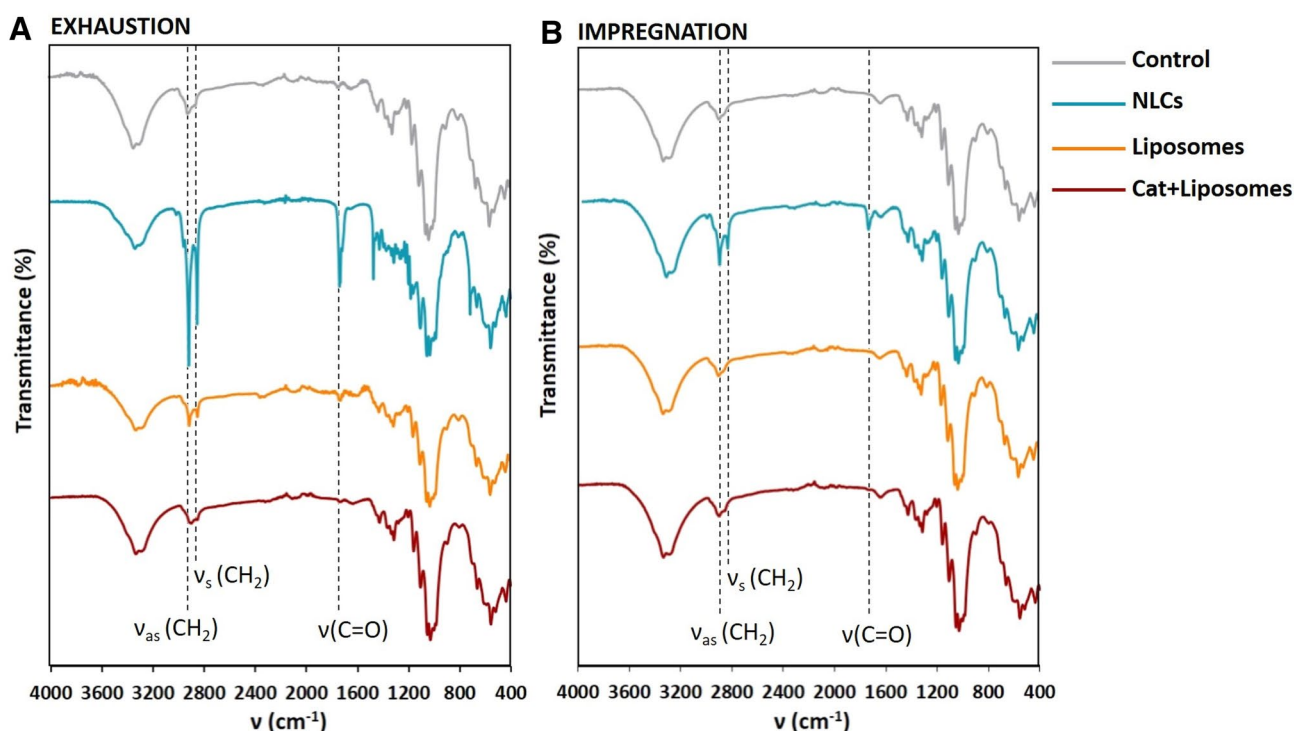 A EXHAUSTION
B IMPREGNATION
Control
NLCs
Liposomes
Cat+Liposomes
Transmittance (%)
Transmittance (%)
νs (CH2)
νas (CH2)
ν(C=O)
νs (CH2)
νas (CH2)
ν(C=O)
4000 3600 3200 2800 2400 2000 1600 1200 800 400
4000 3600 3200 2800 2400 2000 1600 1200 800 400
ν (cm-1)
ν (cm-1)